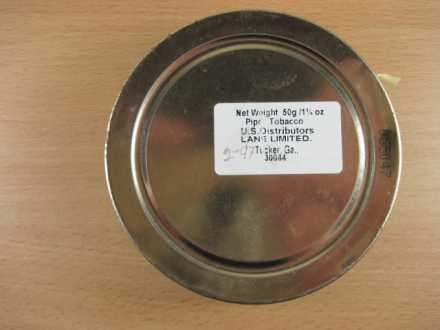 Net Weight 50g /1¾ oz
Pipe Tobacco
U.S.Distributors
LANE LIMITED.
Tucker, Ga.,
30084
2-97